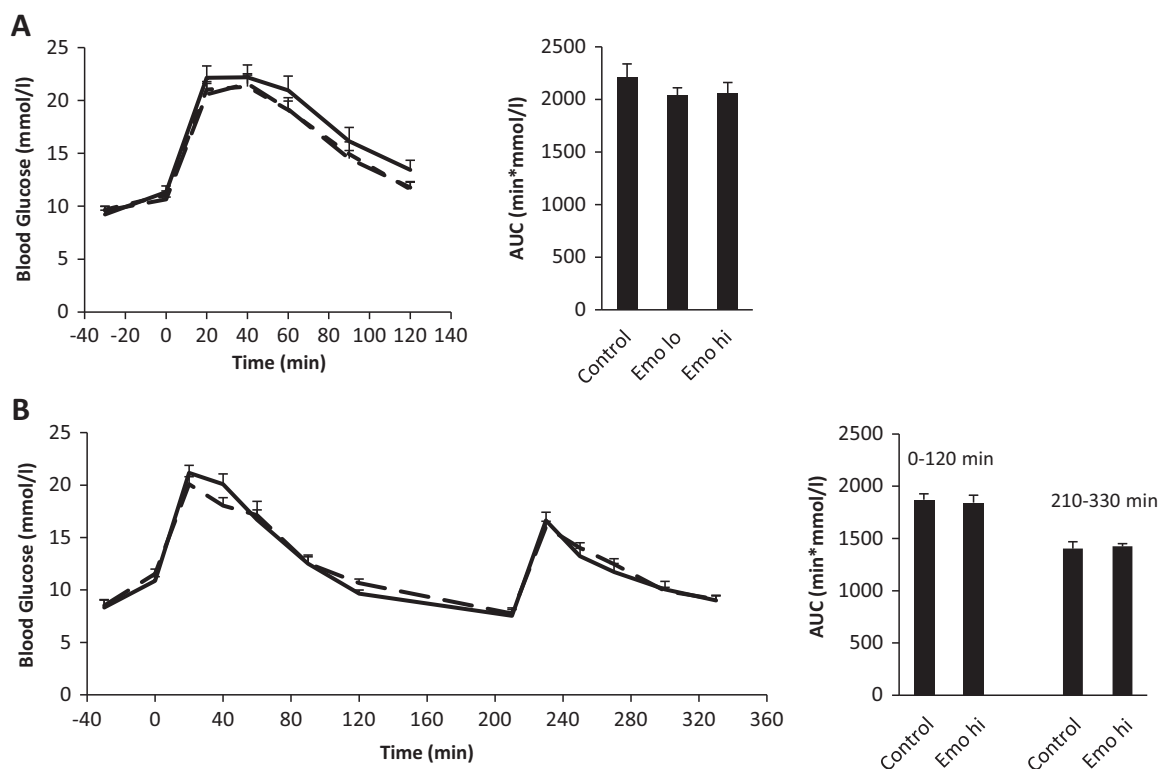 A
Blood Glucose (mmol/l)
25
20
15
10
5
0
-40 -20 0 20 40 60 80 100 120 140
Time (min)
AUC (min*mmol/l)
2500
2000
1500
1000
500
0
Control Emo lo Emo hi
B
Blood Glucose (mmol/l)
25
20
15
10
5
0
-40 0 40 80 120 160 200 240 280 320 360
Time (min)
AUC (min*mmol/l)
2500
2000
1500
1000
500
0
0-120 min
210-330 min
Control Emo hi Control Emo hi